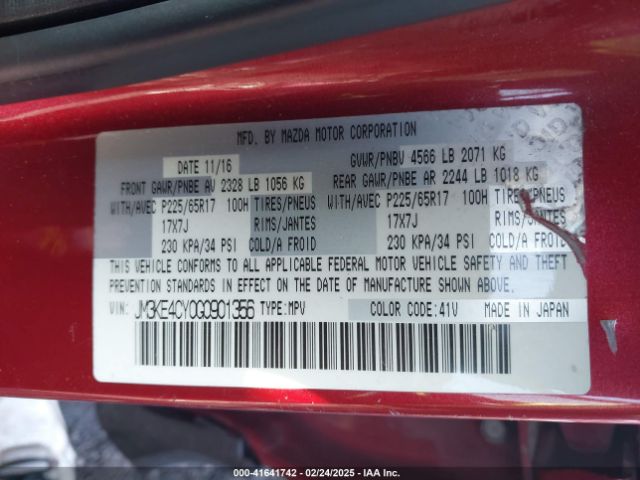 MFD. BY MAZDA MOTOR CORPORATION
DATE 11/16 GVWR/PNBV 4566 LB 2071 KG
FRONT GAWR/PNBE AV 2328 LB 1056 KG REAR GAWR/PNBE AR 2244 LB 1018 KG
WITH/AVEC P225/65R17 100H TIRES/PNEUS WITH/AVEC P225/65R17 100H TIRES/PNEUS
17X7J RIMS/JANTES 17X7J RIMS/JANTES
230 KPA/34 PSI COLD/A FROID 230 KPA/34 PSI COLD/A FROID
THIS VEHICLE CONFORMS TO ALL APPLICABLE FEDERAL MOTOR VEHICLE SAFETY AND THEFT
PREVENTION STANDARDS IN EFFECT ON THE DATE OF MANUFACTURE SHOWN ABOVE.
VIN: JM3KE4CY0G0901356 TYPE:MPV COLOR CODE:41V MADE IN JAPAN
000-41641742 / 02/24/2025 / IAA Inc.